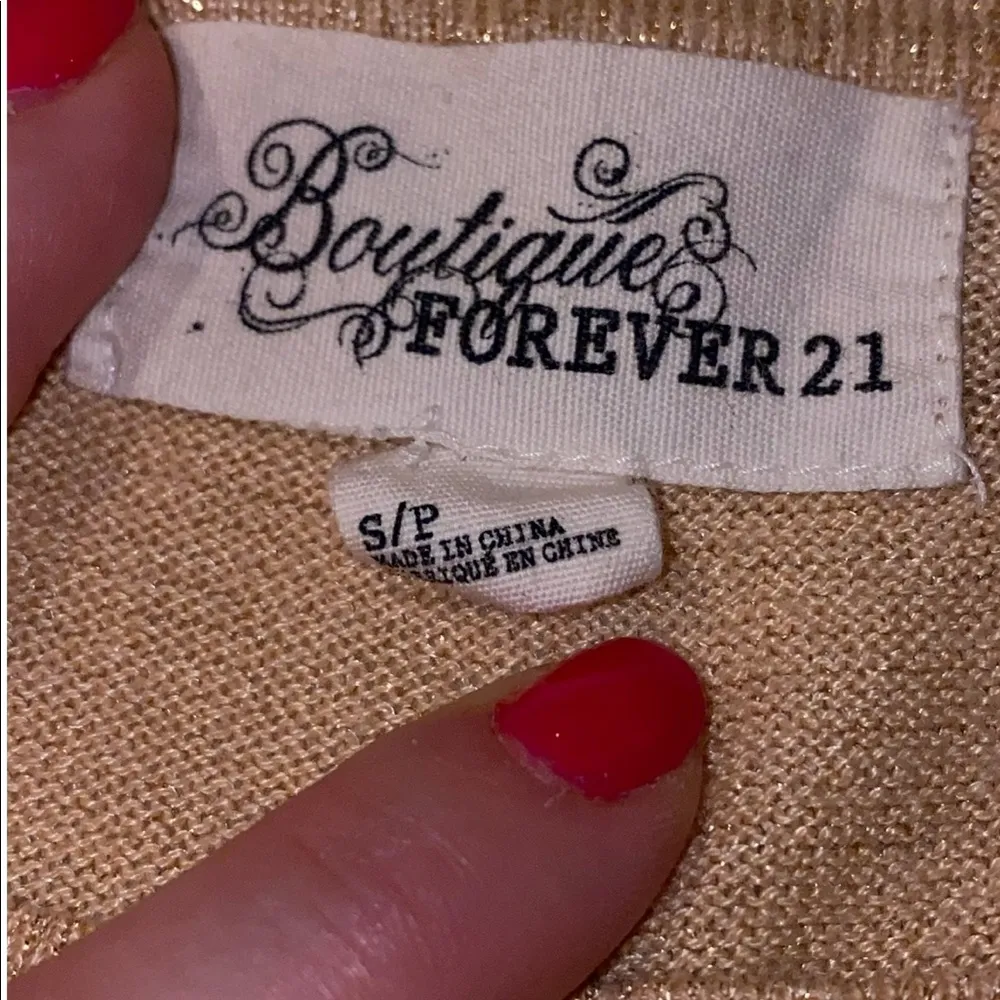 Boutique
FOREVER 21
S/P
MADE IN CHINA
EN CHINE